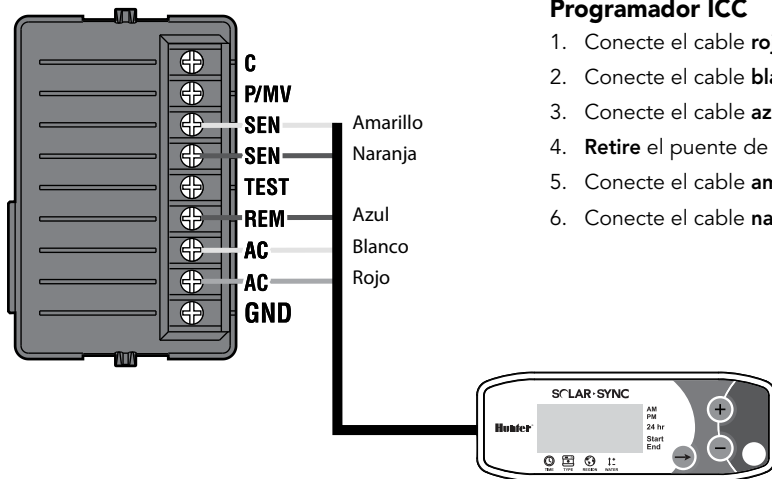 Programador ICC
1. Conecte el cable
2. Conecte el cable
3. Conecte el cable
4. Retire el puente de
5. Conecte el cable
6. Conecte el cable
C
P/MV
SEN
SEN
TEST
REM
AC
AC
GND
Amarillo
Naranja
Azul
Blanco
Rojo
SOLAR·SYNC
Hunter
AM
PM
24 hr
Start
End
TIME TYPE REGION WATER